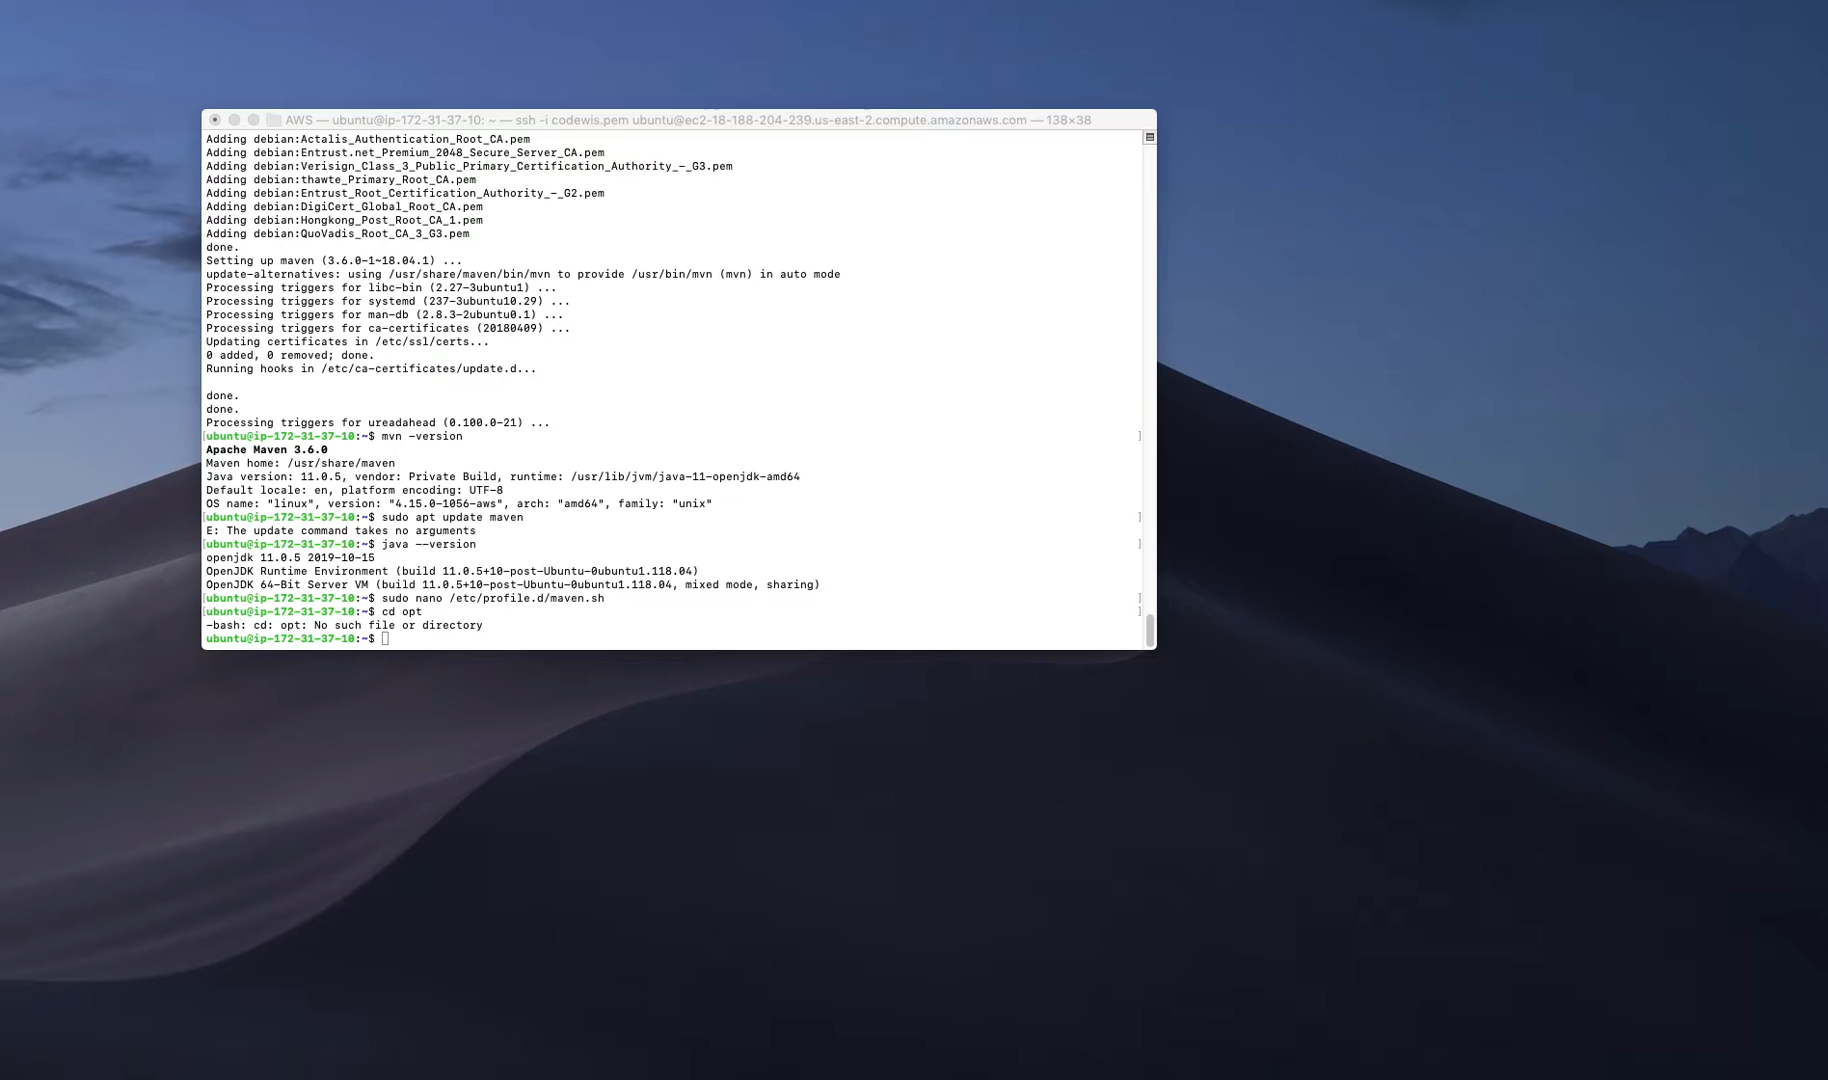 AWS — ubuntu@ip-172-31-37-10: ~ — ssh -i codewis.pem ubuntu@ec2-18-188-204-239.us-east-2.compute.amazonaws.com — 138×38
Adding debian:Actalis_Authentication_Root_CA.pem
Adding debian:Entrust.net_Premium_2048_Secure_Server_CA.pem
Adding debian:Verisign_Class_3_Public_Primary_Certification_Authority_-_G3.pem
Adding debian:thawte_Primary_Root_CA.pem
Adding debian:Entrust_Root_Certification_Authority_-_G2.pem
Adding debian:DigiCert_Global_Root_CA.pem
Adding debian:Hongkong_Post_Root_CA_1.pem
Adding debian:QuoVadis_Root_CA_3_G3.pem
done.
Setting up maven (3.6.0-1~18.04.1) ...
update-alternatives: using /usr/share/maven/bin/mvn to provide /usr/bin/mvn (mvn) in auto mode
Processing triggers for libc-bin (2.27-3ubuntu1) ...
Processing triggers for systemd (237-3ubuntu10.29) ...
Processing triggers for man-db (2.8.3-2ubuntu0.1) ...
Processing triggers for ca-certificates (20180409) ...
Updating certificates in /etc/ssl/certs...
0 added, 0 removed; done.
Running hooks in /etc/ca-certificates/update.d...
done.
done.
Processing triggers for ureadahead (0.100.0-21) ...
[ubuntu@ip-172-31-37-10:~$ mvn -version ]
Apache Maven 3.6.0
Maven home: /usr/share/maven
Java version: 11.0.5, vendor: Private Build, runtime: /usr/lib/jvm/java-11-openjdk-amd64
Default locale: en, platform encoding: UTF-8
OS name: "linux", version: "4.15.0-1056-aws", arch: "amd64", family: "unix"
[ubuntu@ip-172-31-37-10:~$ sudo apt update maven ]
E: The update command takes no arguments
[ubuntu@ip-172-31-37-10:~$ java --version ]
openjdk 11.0.5 2019-10-15
OpenJDK Runtime Environment (build 11.0.5+10-post-Ubuntu-0ubuntu1.118.04)
OpenJDK 64-Bit Server VM (build 11.0.5+10-post-Ubuntu-0ubuntu1.118.04, mixed mode, sharing)
[ubuntu@ip-172-31-37-10:~$ sudo nano /etc/profile.d/maven.sh ]
[ubuntu@ip-172-31-37-10:~$ cd opt ]
-bash: cd: opt: No such file or directory
ubuntu@ip-172-31-37-10:~$